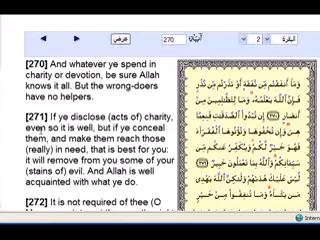 البقرة 2 آية 270 عرض
[270] And whatever ye spend in
charity or devotion, be sure Allah
knows it all. But the wrong-doers
have no helpers.
[271] If ye disclose (acts of) charity,
even so it is well, but if ye conceal
them, and make them reach those
(really) in need, that is best for you:
it will remove from you some of your
(stains of) evil. And Allah is well
acquainted with what ye do.
[272] It is not required of thee (O
وَمَآ أَنفَقْتُم مِّن نَّفَقَةٍ أَوْ نَذَرْتُم مِّن نَّذْرٍ
فَإِنَّ ٱللَّهَ يَعْلَمُهُۥ وَمَا لِلظَّٰلِمِينَ مِنْ
أَنصَارٍ ٢٧٠ إِن تُبْدُوا۟ ٱلصَّدَقَٰتِ فَنِعِمَّا
هِىَ وَإِن تُخْفُوهَا وَتُؤْتُوهَا ٱلْفُقَرَآءَ
فَهُوَ خَيْرٌ لَّكُمْ وَيُكَفِّرُ عَنكُم مِّن
سَيِّـَٔاتِكُمْ وَٱللَّهُ بِمَا تَعْمَلُونَ خَبِيرٌ ٢٧١
لَّيْسَ عَلَيْكَ هُدَىٰهُمْ وَلَٰكِنَّ ٱللَّهَ يَهْدِى
مَن يَشَآءُ وَمَا تُنفِقُوا۟ مِنْ خَيْرٍ
Intern